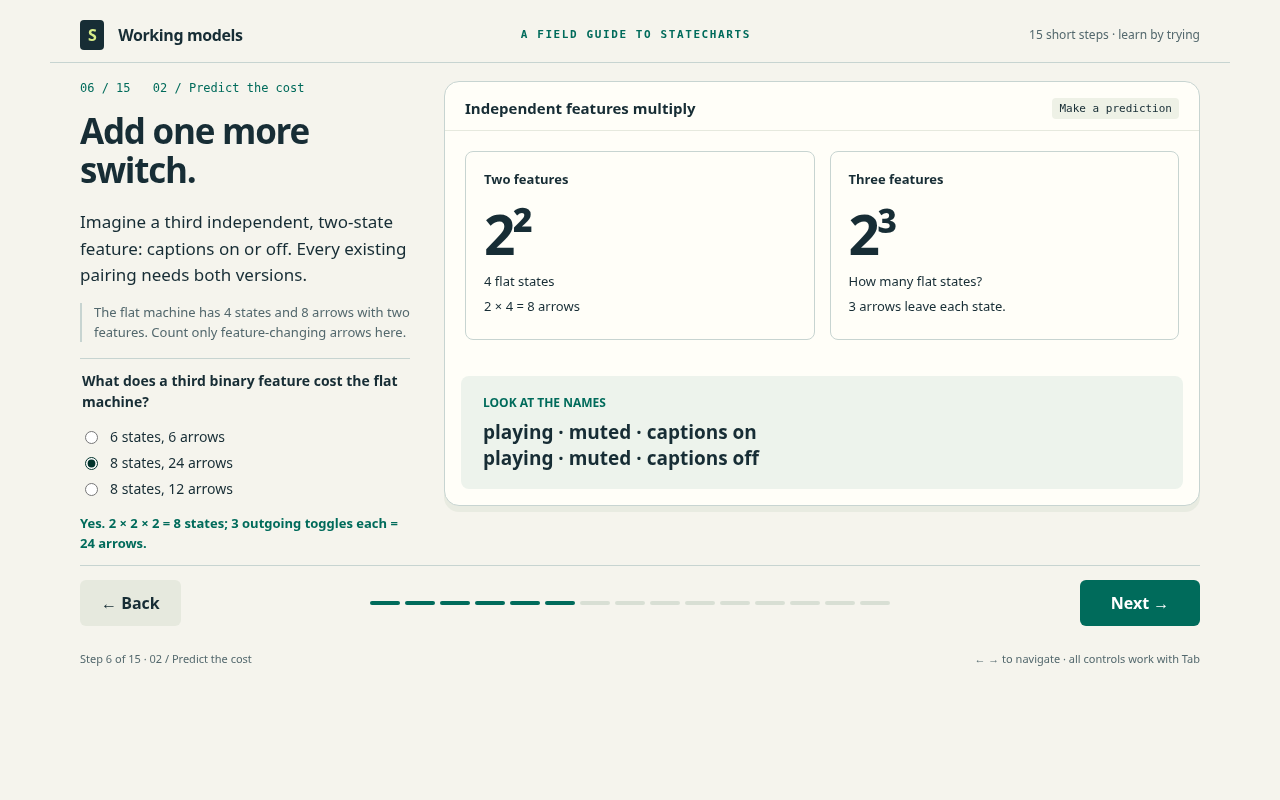 S Working models
A FIELD GUIDE TO STATECHARTS
15 short steps · learn by trying
06 / 15 02 / Predict the cost
Add one more
switch.
Imagine a third independent, two-state
feature: captions on or off. Every existing
pairing needs both versions.
The flat machine has 4 states and 8 arrows with two
features. Count only feature-changing arrows here.
What does a third binary feature cost the flat
machine?
6 states, 6 arrows
8 states, 24 arrows
8 states, 12 arrows
Yes. 2 × 2 × 2 = 8 states; 3 outgoing toggles each =
24 arrows.
Independent features multiply
Make a prediction
Two features
2²
4 flat states
2 × 4 = 8 arrows
Three features
2³
How many flat states?
3 arrows leave each state.
LOOK AT THE NAMES
playing · muted · captions on
playing · muted · captions off
← Back
Next →
Step 6 of 15 · 02 / Predict the cost
← → to navigate · all controls work with Tab